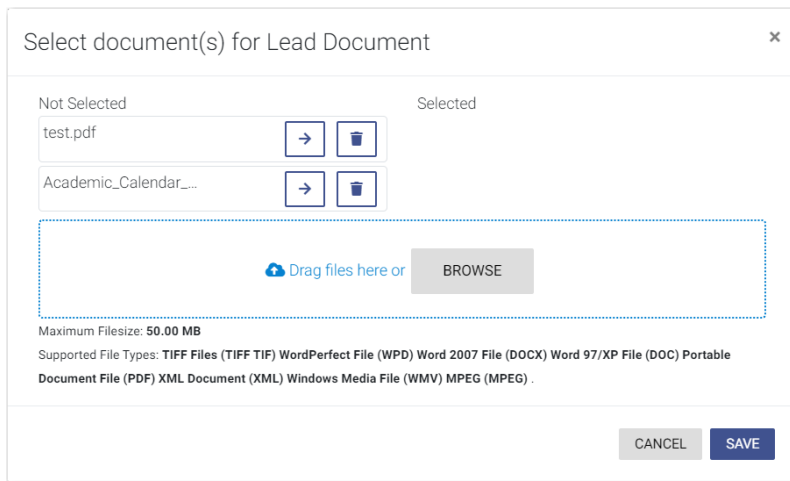 Select document(s) for Lead Document
×
Not Selected
Selected
test.pdf
Academic_Calendar_...
Drag files here or BROWSE
Maximum Filesize: 50.00 MB
Supported File Types: TIFF Files (TIFF TIF) WordPerfect File (WPD) Word 2007 File (DOCX) Word 97/XP File (DOC) Portable
Document File (PDF) XML Document (XML) Windows Media File (WMV) MPEG (MPEG) .
CANCEL SAVE